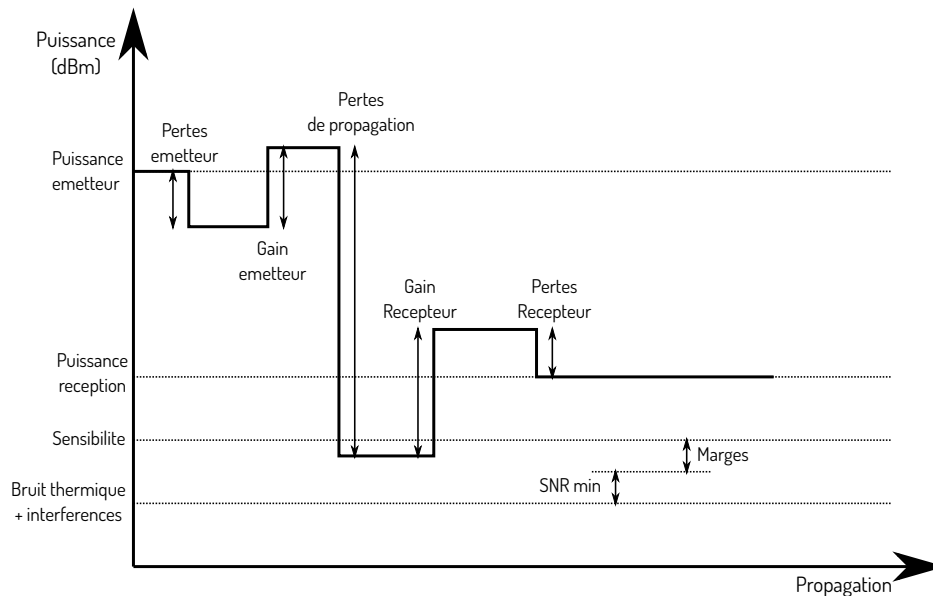 Puissance
(dBm)
Pertes
de propagation
Pertes
emetteur
Puissance
emetteur
Gain
emetteur
Gain
Recepteur
Pertes
Recepteur
Puissance
reception
Sensibilite
Marges
SNR min
Bruit thermique
+ interferences
Propagation